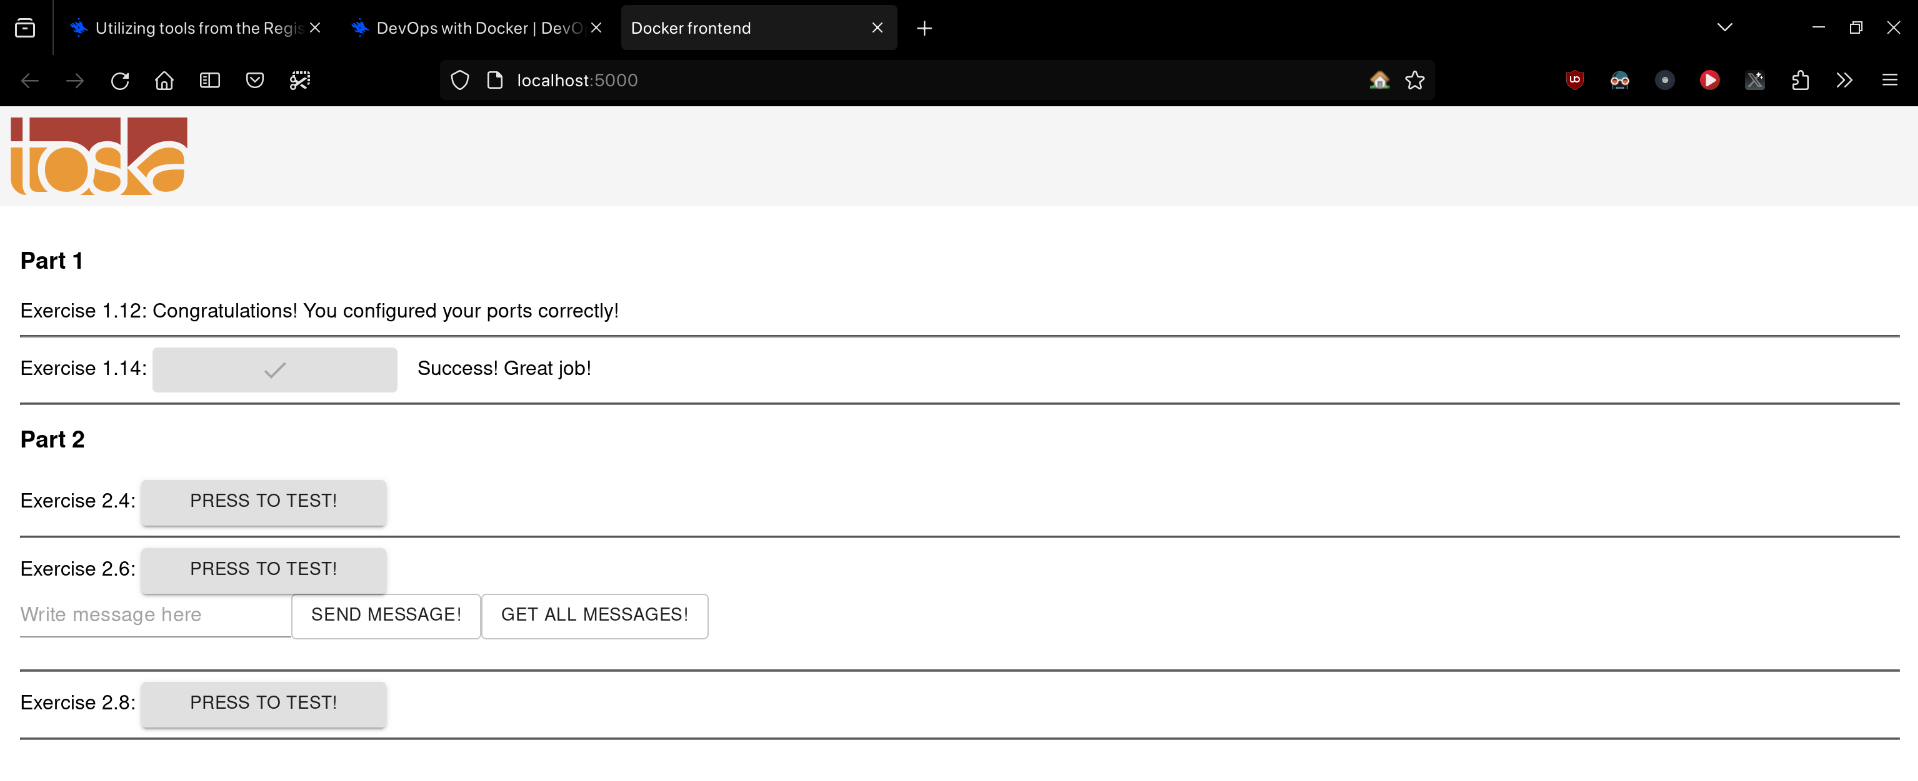 Utilizing tools from the Regis
DevOps with Docker | DevO
Docker frontend
localhost:5000
toska
Part 1
Exercise 1.12: Congratulations! You configured your ports correctly!
Exercise 1.14: Success! Great job!
Part 2
Exercise 2.4: PRESS TO TEST!
Exercise 2.6: PRESS TO TEST!
Write message here SEND MESSAGE! GET ALL MESSAGES!
Exercise 2.8: PRESS TO TEST!